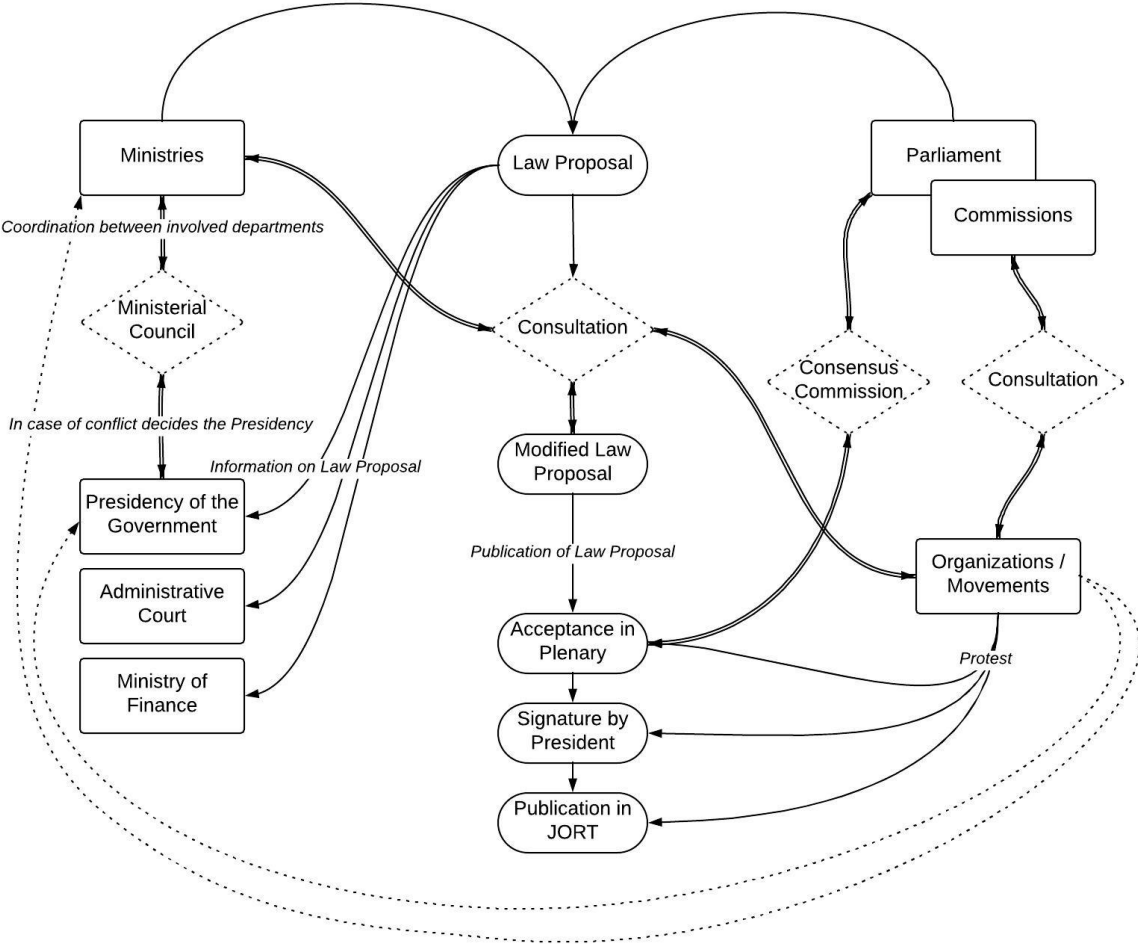 Ministries
Law Proposal
Parliament
Commissions
Coordination between involved departments
Ministerial
Council
Consultation
Consensus
Commission
Consultation
In case of conflict decides the Presidency
Information on Law Proposal
Modified Law
Proposal
Presidency of the
Government
Publication of Law Proposal
Organizations /
Movements
Administrative
Court
Acceptance in
Plenary
Protest
Ministry of
Finance
Signature by
President
Publication in
JORT